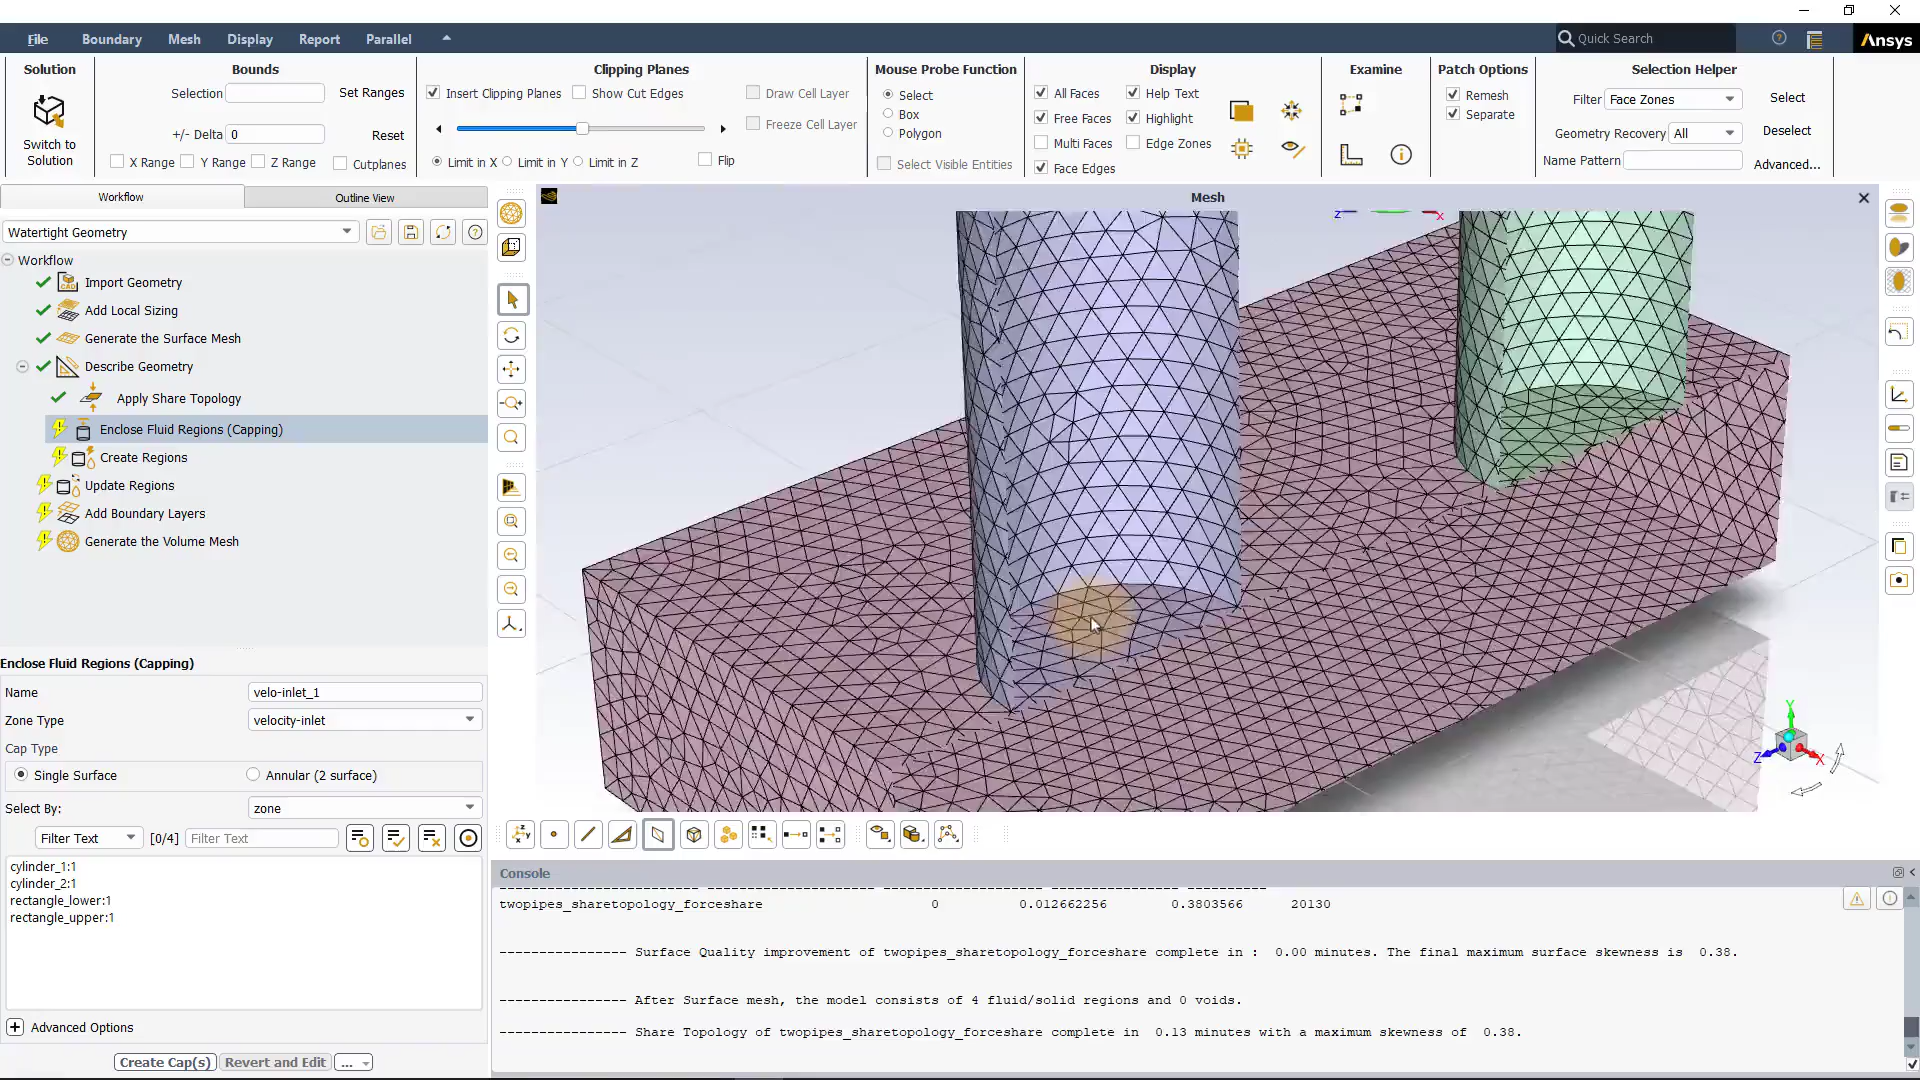 File Boundary Mesh Display Report Parallel Quick Search Ansys
Solution Bounds Clipping Planes Mouse Probe Function Display Examine Patch Options Selection Helper
Selection Set Ranges Insert Clipping Planes Show Cut Edges Draw Cell Layer Select All Faces Help Text Remesh Filter Face Zones Select
Free Faces Highlight Box Separate
Freeze Cell Layer
Switch to Solution +/- Delta 0 Reset Polygon Geometry Recovery All Deselect
Multi Faces Edge Zones
X Range Y Range Z Range Cutplanes Limit in X Limit in Y Limit in Z Flip Select Visible Entities Face Edges Name Pattern Advanced...
Workflow Outline View Mesh
Watertight Geometry
Workflow
Import Geometry
Add Local Sizing
Generate the Surface Mesh
Describe Geometry
Apply Share Topology
Enclose Fluid Regions (Capping)
Create Regions
Update Regions
Add Boundary Layers
Generate the Volume Mesh
Z X
Y
Z X
Enclose Fluid Regions (Capping)
Name velo-inlet_1
Zone Type velocity-inlet
Cap Type
Single Surface Annular (2 surface)
Select By: zone
Filter Text [0/4] Filter Text
cylinder_1:1
cylinder_2:1
rectangle_lower:1
rectangle_upper:1
Advanced Options
Create Cap(s) Revert and Edit ...
Console
twopipes_sharetopology_forceshare 0 0.012662256 0.3803566 20130
---------------- Surface Quality improvement of twopipes_sharetopology_forceshare complete in : 0.00 minutes. The final maximum surface skewness is 0.38.
---------------- After Surface mesh, the model consists of 4 fluid/solid regions and 0 voids.
---------------- Share Topology of twopipes_sharetopology_forceshare complete in 0.13 minutes with a maximum skewness of 0.38.